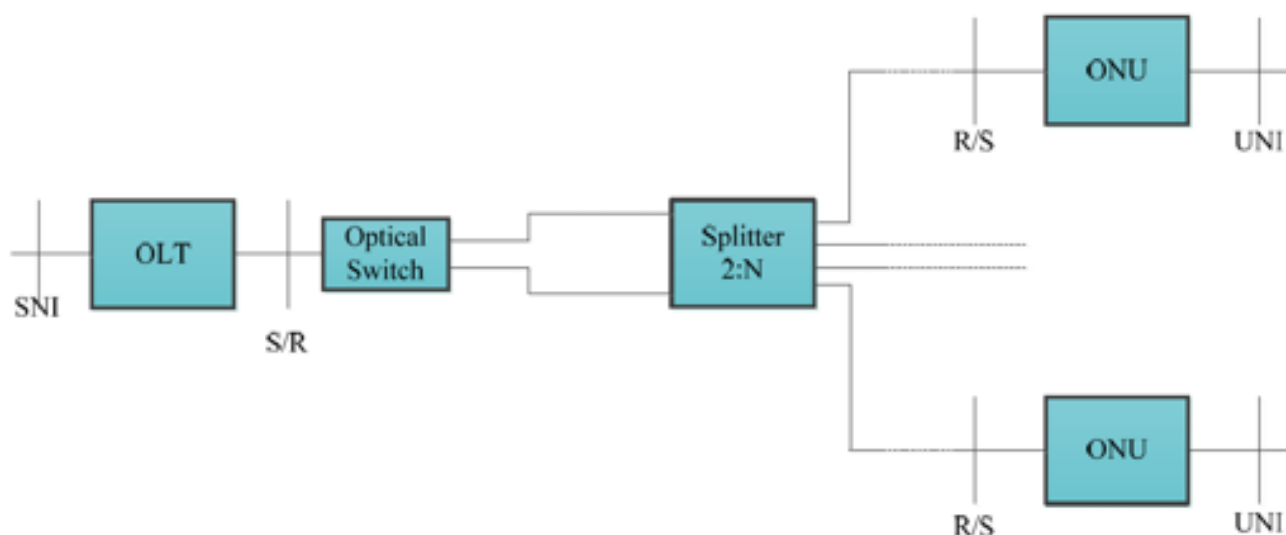 ONU
R/S
UNI
SNI
OLT
S/R
Optical
Switch
Splitter
2:N
ONU
R/S
UNI